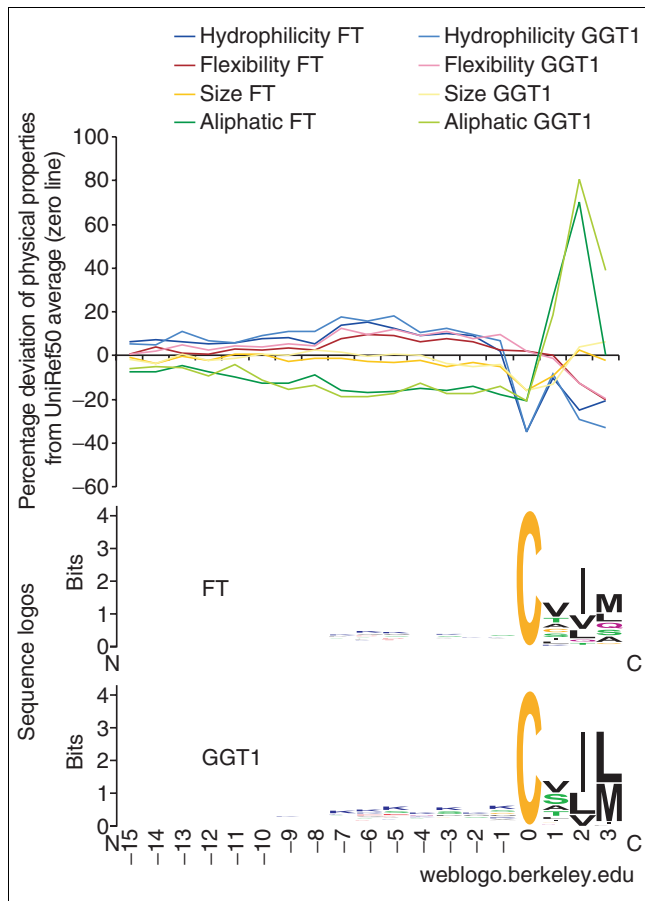 Hydrophilicity FT Hydrophilicity GGT1
Flexibility FT Flexibility GGT1
Size FT Size GGT1
Aliphatic FT Aliphatic GGT1
Percentage deviation of physical properties
from UniRef50 average (zero line)
100
80
60
40
20
0
−20
−40
−60
Sequence logos
Bits
4
3
2
1
0
FT
C
V I M
T V L
A L Q
S
A
N C
Bits
4
3
2
1
0
GGT1
C
V I L
S L M
A V
T
N C
−15 −14 −13 −12 −11 −10 −9 −8 −7 −6 −5 −4 −3 −2 −1 0 1 2 3
weblogo.berkeley.edu